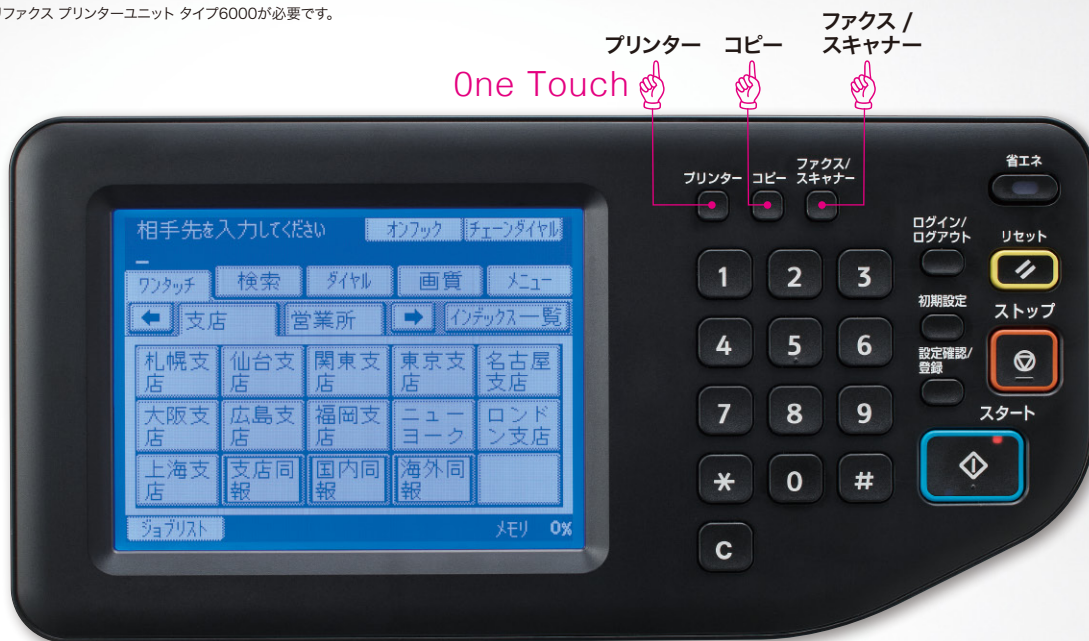 ファクス プリンターユニット タイプ6000が必要です。
プリンター コピー ファクス /
スキャナー
One Touch
プリンター コピー ファクス/
スキャナー
省エネ
ログイン/
ログアウト
リセット
初期設定
ストップ
設定確認/
登録
スタート
1 2 3
4 5 6
7 8 9
* 0 #
C
相手先を入力してください オンフック チェーンダイヤル
ワンタッチ 検索 ダイヤル 画質 メニュー
支店 営業所 インデックス一覧
札幌支 仙台支 関東支 東京支 名古屋
店 店 店 店 支店
大阪支 広島支 福岡支 ニュー ロンド
店 店 店 ヨーク ン支店
上海支 支店同 国内同 海外同
店 報 報 報
ジョブリスト メモリ 0%